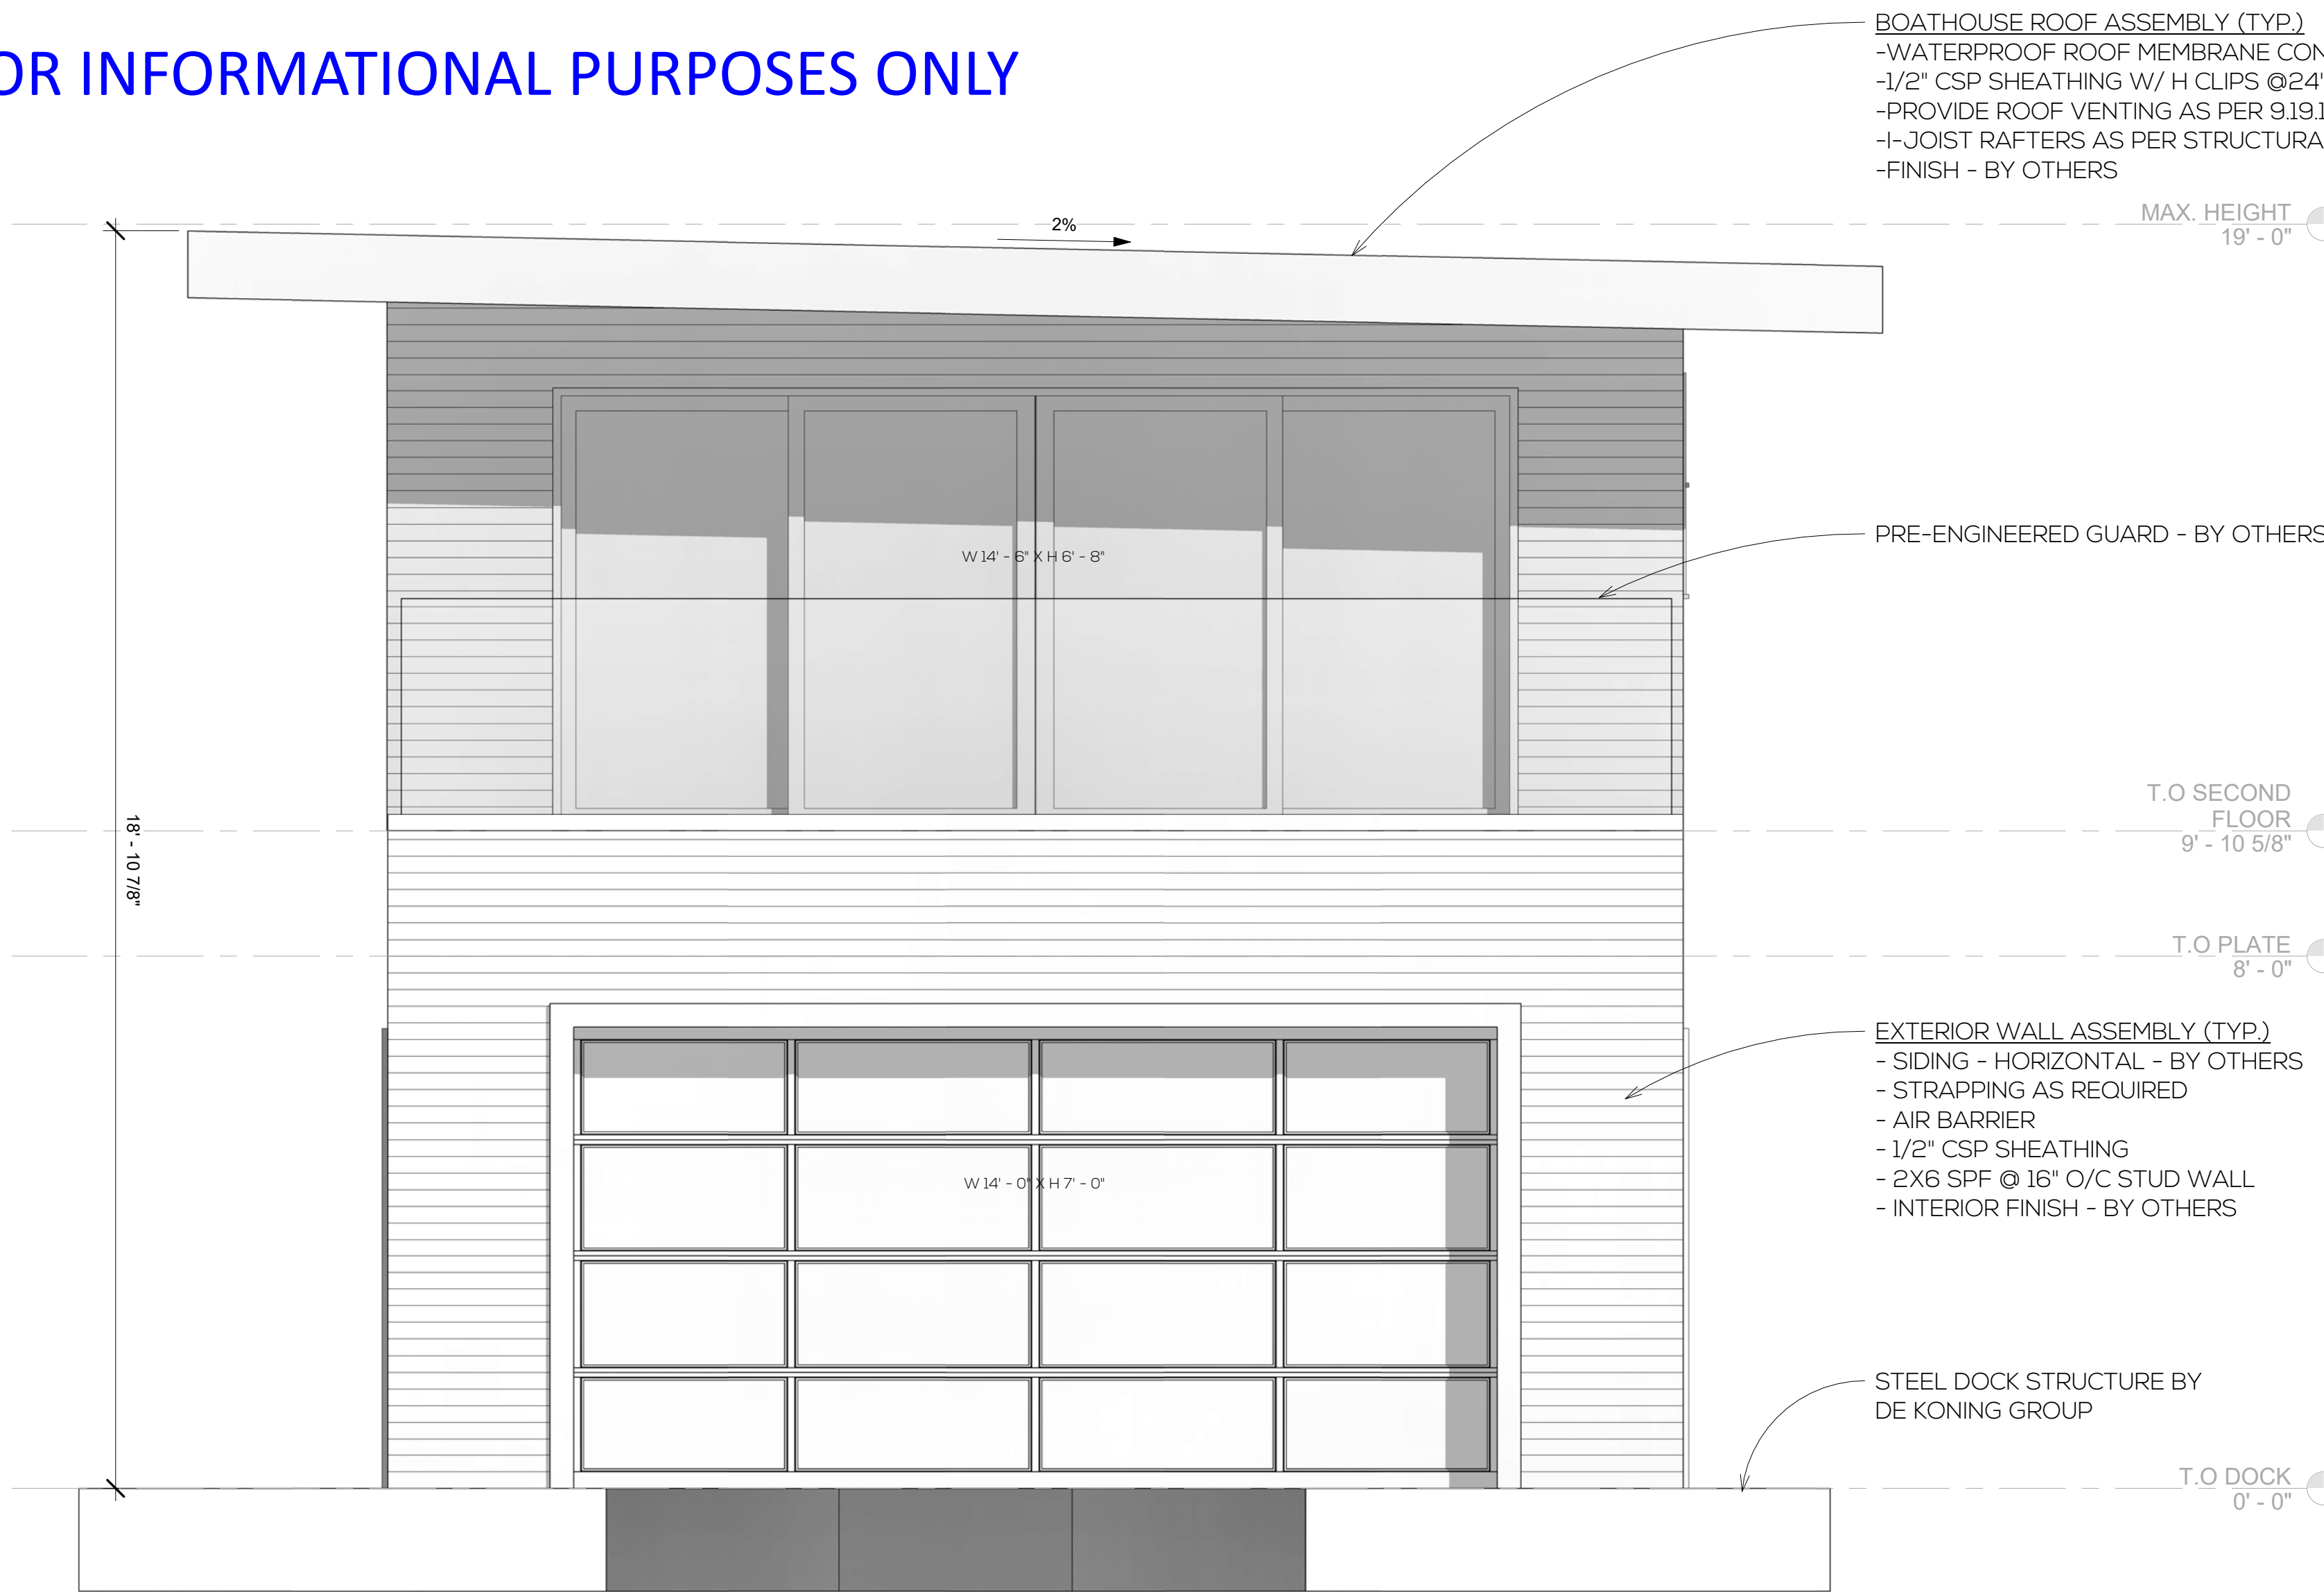 OR INFORMATIONAL PURPOSES ONLY
BOATHOUSE ROOF ASSEMBLY (TYP.)
-WATERPROOF ROOF MEMBRANE CON
-1/2" CSP SHEATHING W/ H CLIPS @24"
-PROVIDE ROOF VENTING AS PER 9.19.1
-I-JOIST RAFTERS AS PER STRUCTURA
-FINISH - BY OTHERS
MAX. HEIGHT
19' - 0"
2%
PRE-ENGINEERED GUARD - BY OTHERS
W 14' - 6" X H 6' - 8"
T.O SECOND
FLOOR
9' - 10 5/8"
18' - 10 7/8"
T.O PLATE
8' - 0"
EXTERIOR WALL ASSEMBLY (TYP.)
- SIDING - HORIZONTAL - BY OTHERS
- STRAPPING AS REQUIRED
- AIR BARRIER
- 1/2" CSP SHEATHING
- 2X6 SPF @ 16" O/C STUD WALL
- INTERIOR FINISH - BY OTHERS
W 14' - 0" X H 7' - 0"
STEEL DOCK STRUCTURE BY
DE KONING GROUP
T.O DOCK
0' - 0"